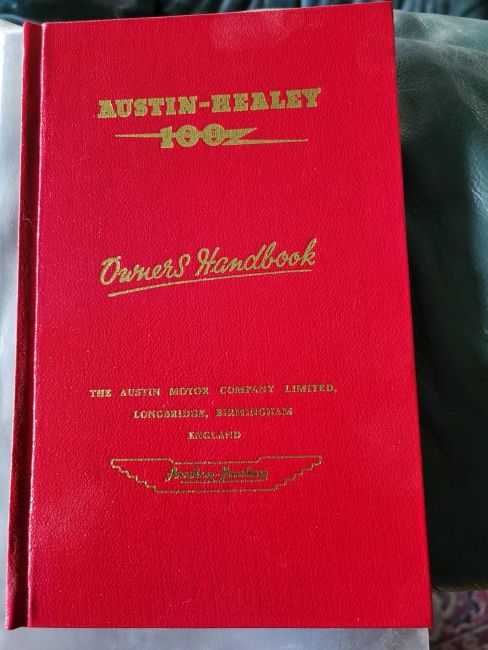 AUSTIN-HEALEY
100
Owners Handbook
THE AUSTIN MOTOR COMPANY LIMITED,
LONGBRIDGE, BIRMINGHAM
ENGLAND
Austin-Healey